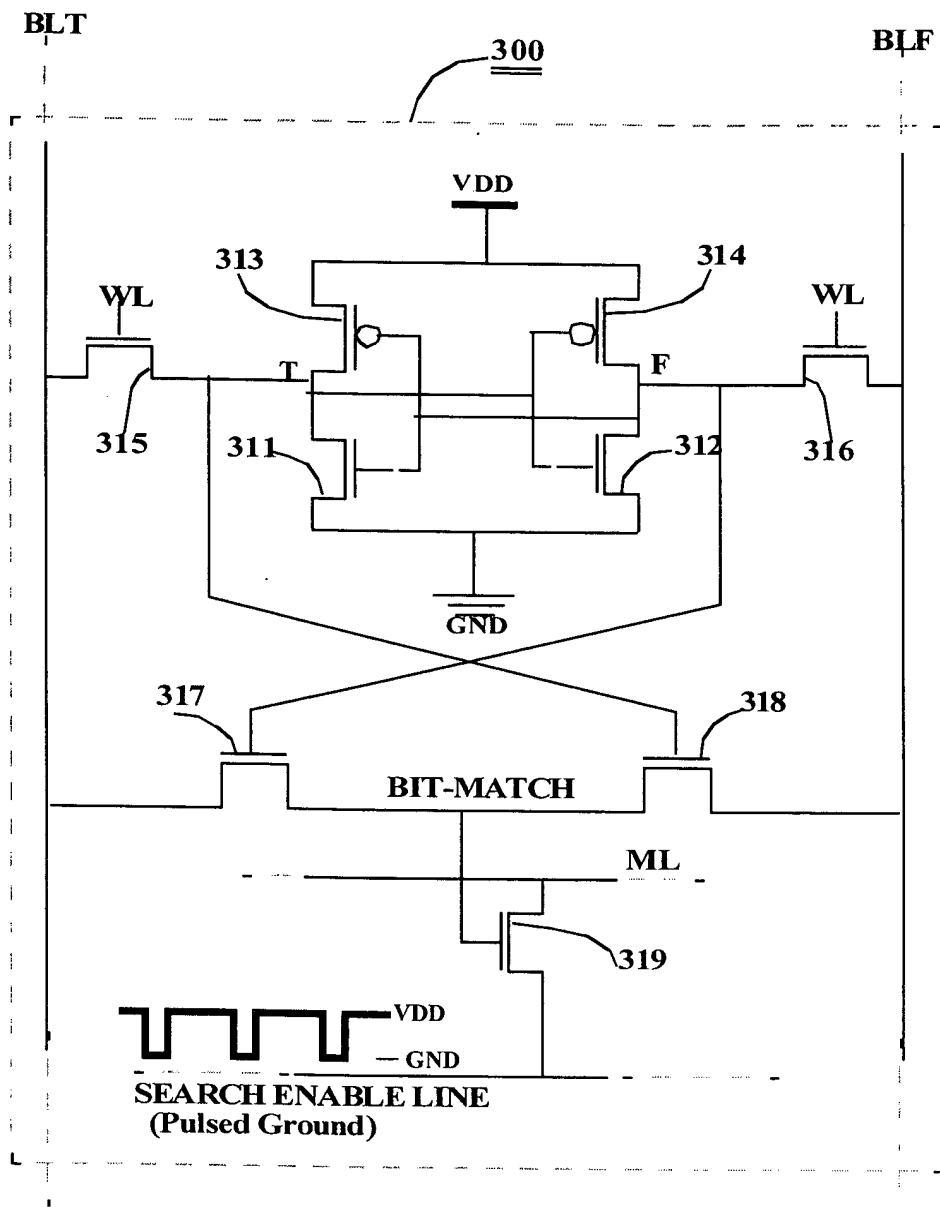 BLT
BLF
300
VDD
313
314
WL
WL
T
F
315
311
312
316
GND
317
318
BIT-MATCH
ML
319
VDD
GND
SEARCH ENABLE LINE
(Pulsed Ground)